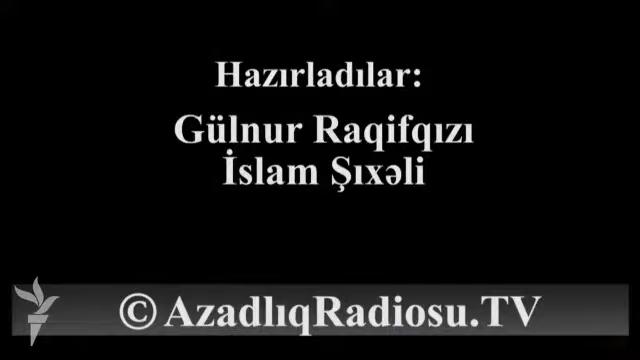 Hazırladılar:
Gülnur Raqifqızı
İslam Şıxəli
© AzadlıqRadiosu.TV